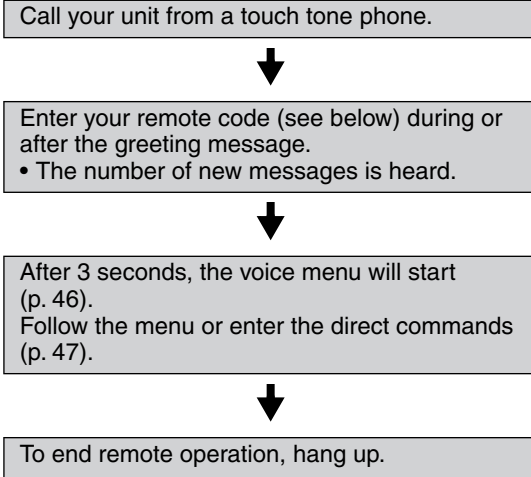 Call your unit from a touch tone phone.
Enter your remote code (see below) during or
after the greeting message.
• The number of new messages is heard.
After 3 seconds, the voice menu will start
(p. 46).
Follow the menu or enter the direct commands
(p. 47).
To end remote operation, hang up.